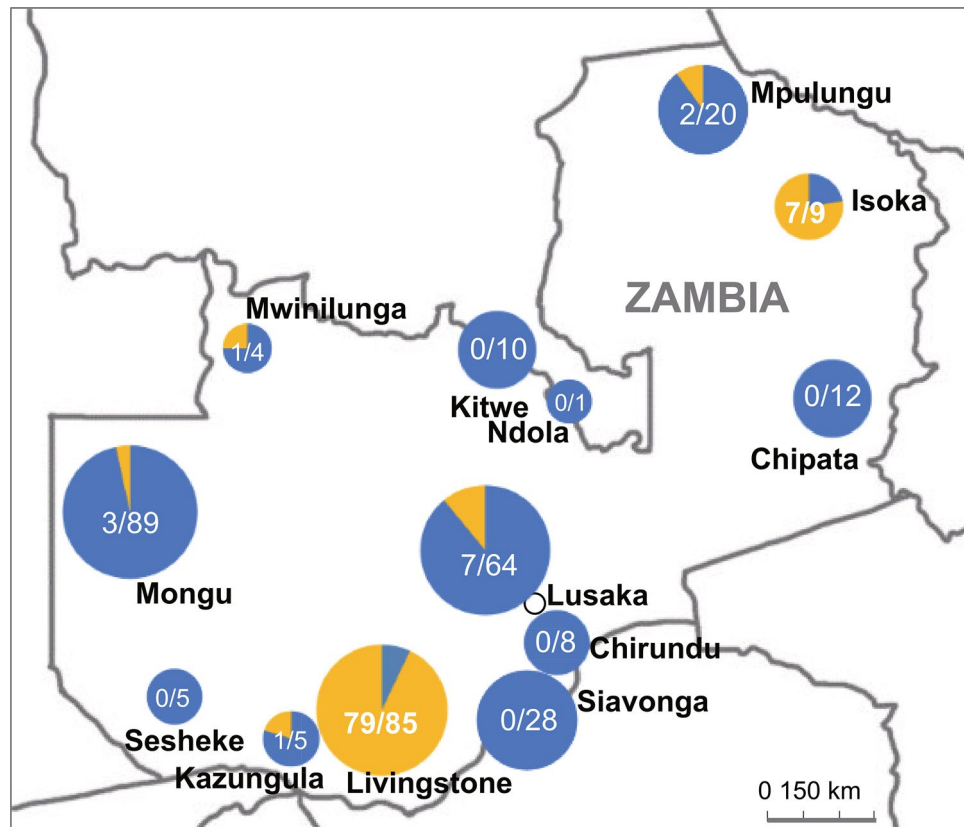 2/20
Mpulungu
7/9
Isoka
ZAMBIA
Mwinilunga
1/4
0/10
Kitwe
0/1
Ndola
0/12
Chipata
3/89
Mongu
7/64
Lusaka
0/8
Chirundu
0/5
Sesheke
1/5
Kazungula
79/85
Livingstone
0/28
Siavonga
0 150 km